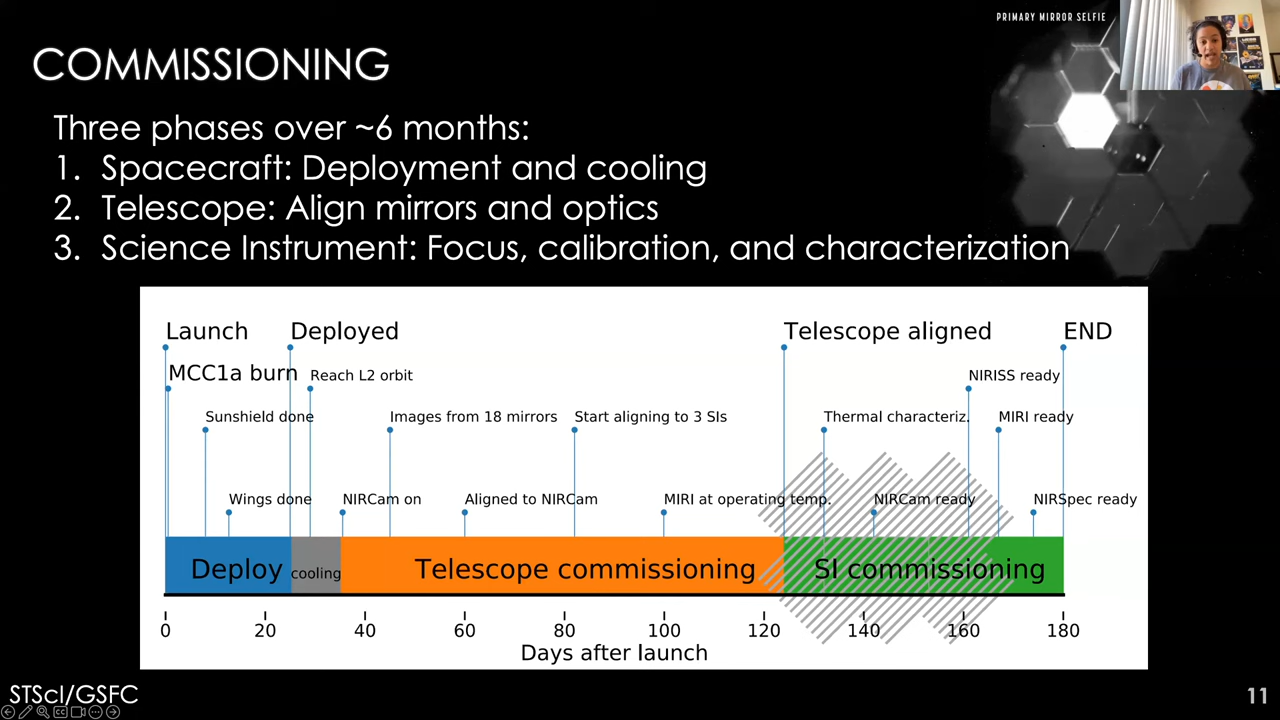 PRIMARY MIRROR SELFIE
COMMISSIONING
Three phases over ~6 months:
1. Spacecraft: Deployment and cooling
2. Telescope: Align mirrors and optics
3. Science Instrument: Focus, calibration, and characterization
Launch Deployed Telescope aligned END
MCC1a burn Reach L2 orbit NIRISS ready
Sunshield done Images from 18 mirrors Start aligning to 3 SIs Thermal characteriz. MIRI ready
Wings done NIRCam on Aligned to NIRCam MIRI at operating temp. NIRCam ready NIRSpec ready
Deploy cooling Telescope commissioning SI commissioning
0 20 40 60 80 100 120 140 160 180
Days after launch
STScI/GSFC
11